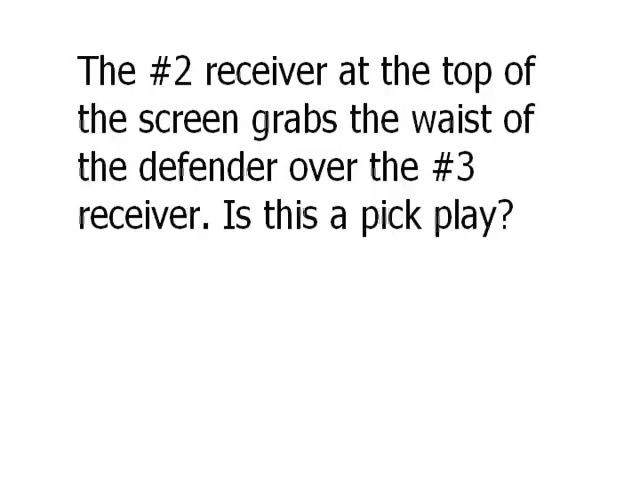 The #2 receiver at the top of
the screen grabs the waist of
the defender over the #3
receiver. Is this a pick play?